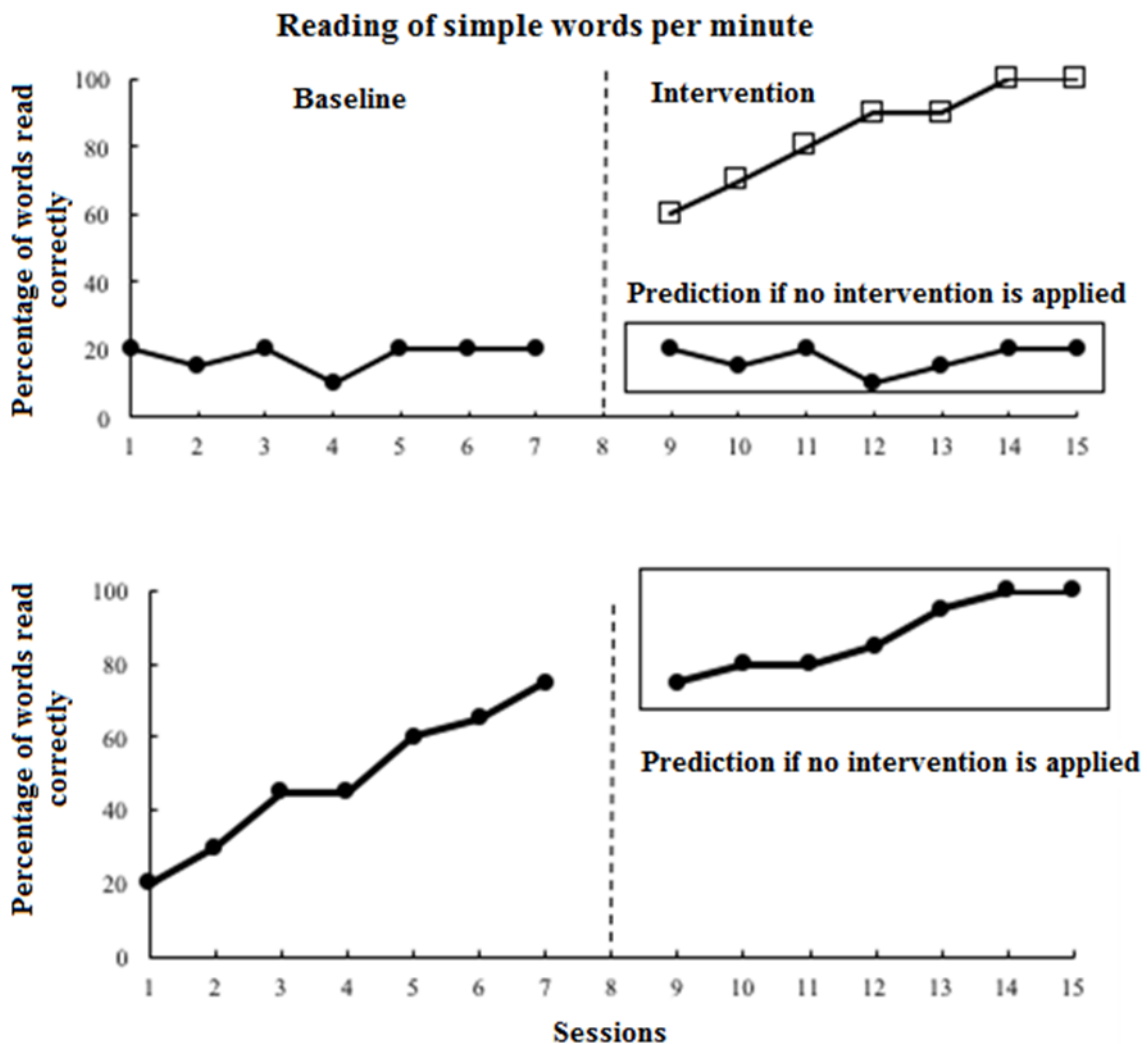 Reading of simple words per minute
Percentage of words read
correctly
100
80
60
40
20
0
Baseline
Intervention
Prediction if no intervention is applied
1 2 3 4 5 6 7 8 9 10 11 12 13 14 15
Percentage of words read
correctly
100
80
60
40
20
0
Prediction if no intervention is applied
1 2 3 4 5 6 7 8 9 10 11 12 13 14 15
Sessions